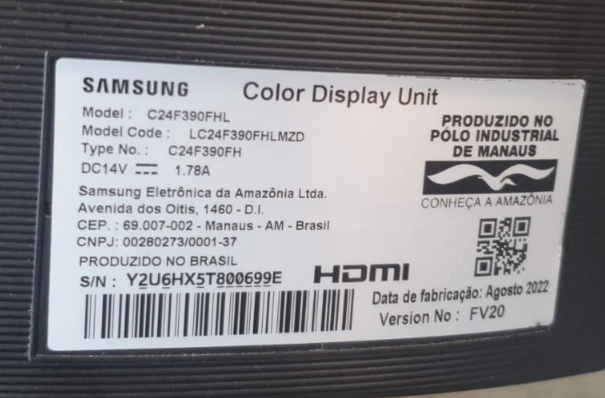 SAMSUNG
Color Display Unit
Model : C24F390FHL
Model Code : LC24F390FHLMZD
Type No. : C24F390FH
DC14V 1.78A
Samsung Eletrônica da Amazônia Ltda.
Avenida dos Oitis, 1460 - D.I.
CEP. : 69.007-002 - Manaus - AM - Brasil
CNPJ: 00280273/0001-37
PRODUZIDO NO BRASIL
S/N : Y2U6HX5T800699E
PRODUZIDO NO
PÓLO INDUSTRIAL
DE MANAUS
CONHEÇA A AMAZÔNIA
HDMI
Data de fabricação: Agosto 2022
Version No : FV20